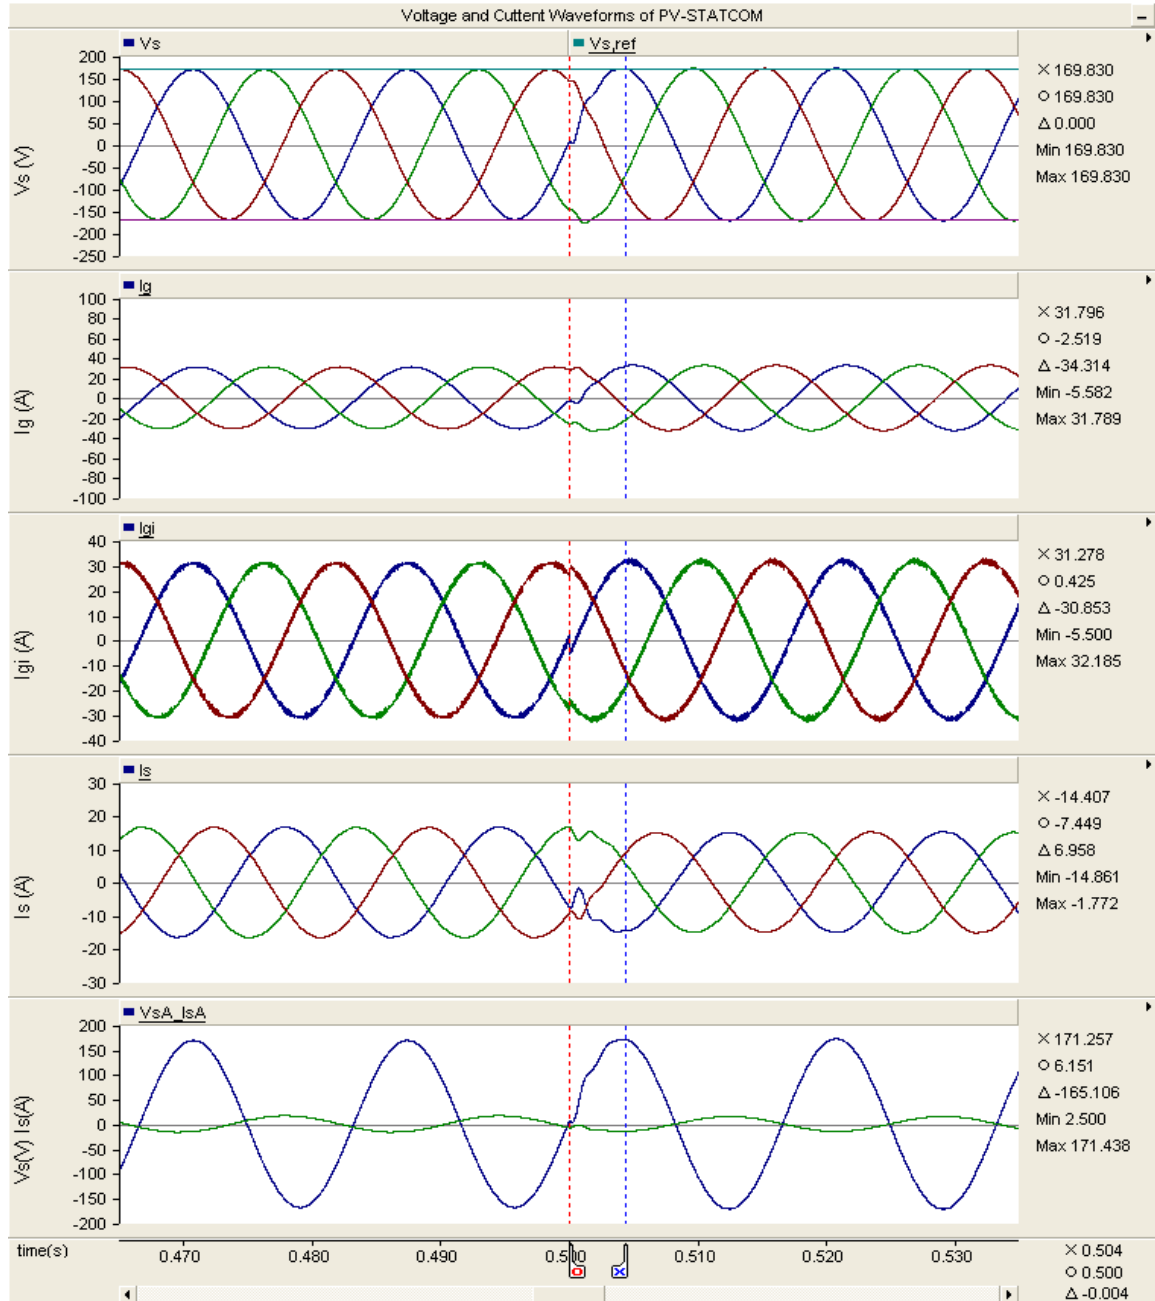 Voltage and Cuttent Waveforms of PV-STATCOM
Vs Vs,ref
Vs (V)
200
150
100
50
0
-50
-100
-150
-200
-250
× 169.830
O 169.830
Δ 0.000
Min 169.830
Max 169.830
Ig
Ig (A)
100
80
60
40
20
0
-20
-40
-60
-80
-100
× 31.796
O -2.519
Δ -34.314
Min -5.582
Max 31.789
Igi
Igi (A)
40
30
20
10
0
-10
-20
-30
-40
× 31.278
O 0.425
Δ -30.853
Min -5.500
Max 32.185
Is
Is (A)
30
20
10
0
-10
-20
-30
× -14.407
O -7.449
Δ 6.958
Min -14.861
Max -1.772
VsA_IsA
Vs(V) Is(A)
200
150
100
50
0
-50
-100
-150
-200
× 171.257
O 6.151
Δ -165.106
Min 2.500
Max 171.438
time(s) 0.470 0.480 0.490 0.500 0.510 0.520 0.530
× 0.504
O 0.500
Δ -0.004